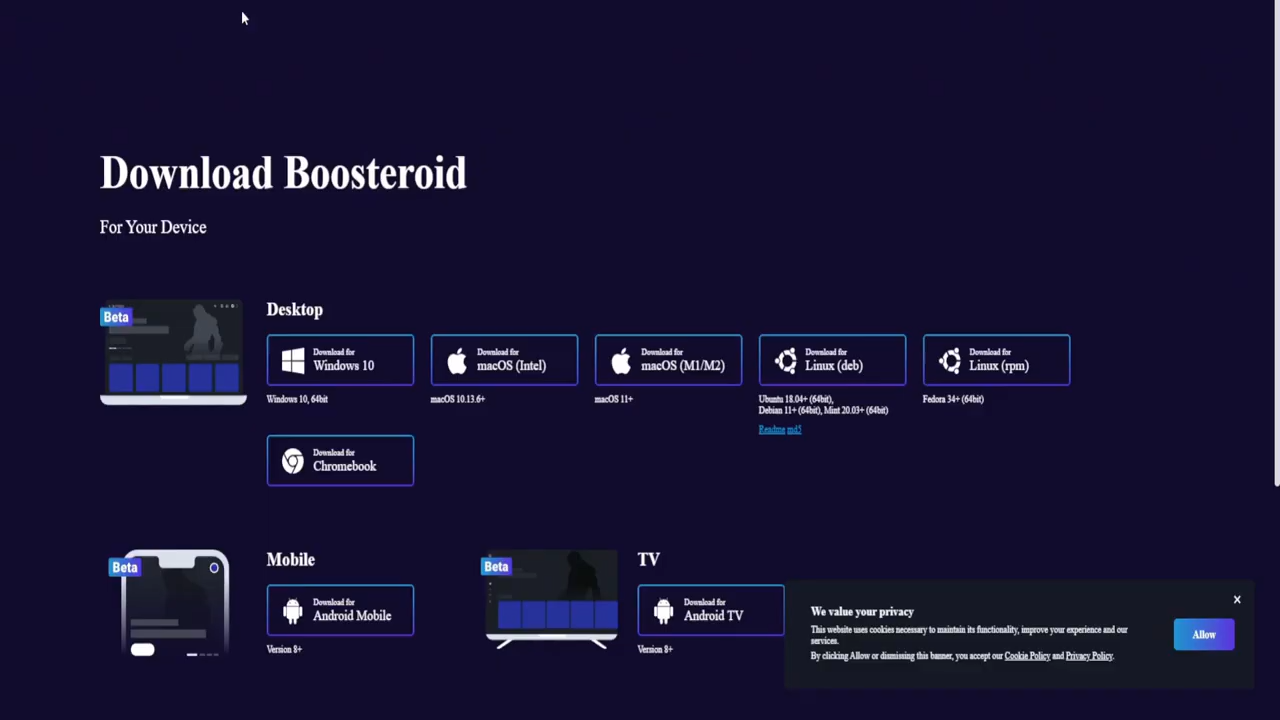 Download Boosteroid
For Your Device
Beta
Desktop
Download for
Windows 10
Windows 10, 64bit
Download for
macOS (Intel)
macOS 10.13.6+
Download for
macOS (M1/M2)
macOS 11+
Download for
Linux (deb)
Ubuntu 18.04+ (64bit),
Debian 11+ (64bit), Mint 20.03+ (64bit)
Readme md5
Download for
Linux (rpm)
Fedora 34+ (64bit)
Download for
Chromebook
Beta
Mobile
Download for
Android Mobile
Version 8+
Beta
TV
Download for
Android TV
Version 8+
We value your privacy
This website uses cookies necessary to maintain its functionality, improve your experience and our
services.
By clicking Allow or dismissing this banner, you accept our Cookie Policy and Privacy Policy.
Allow